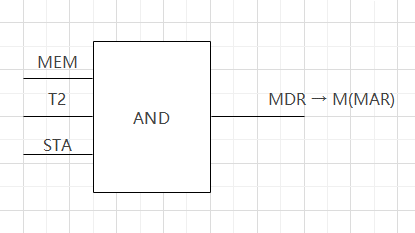 MEM
T2
STA
AND
MDR → M(MAR)